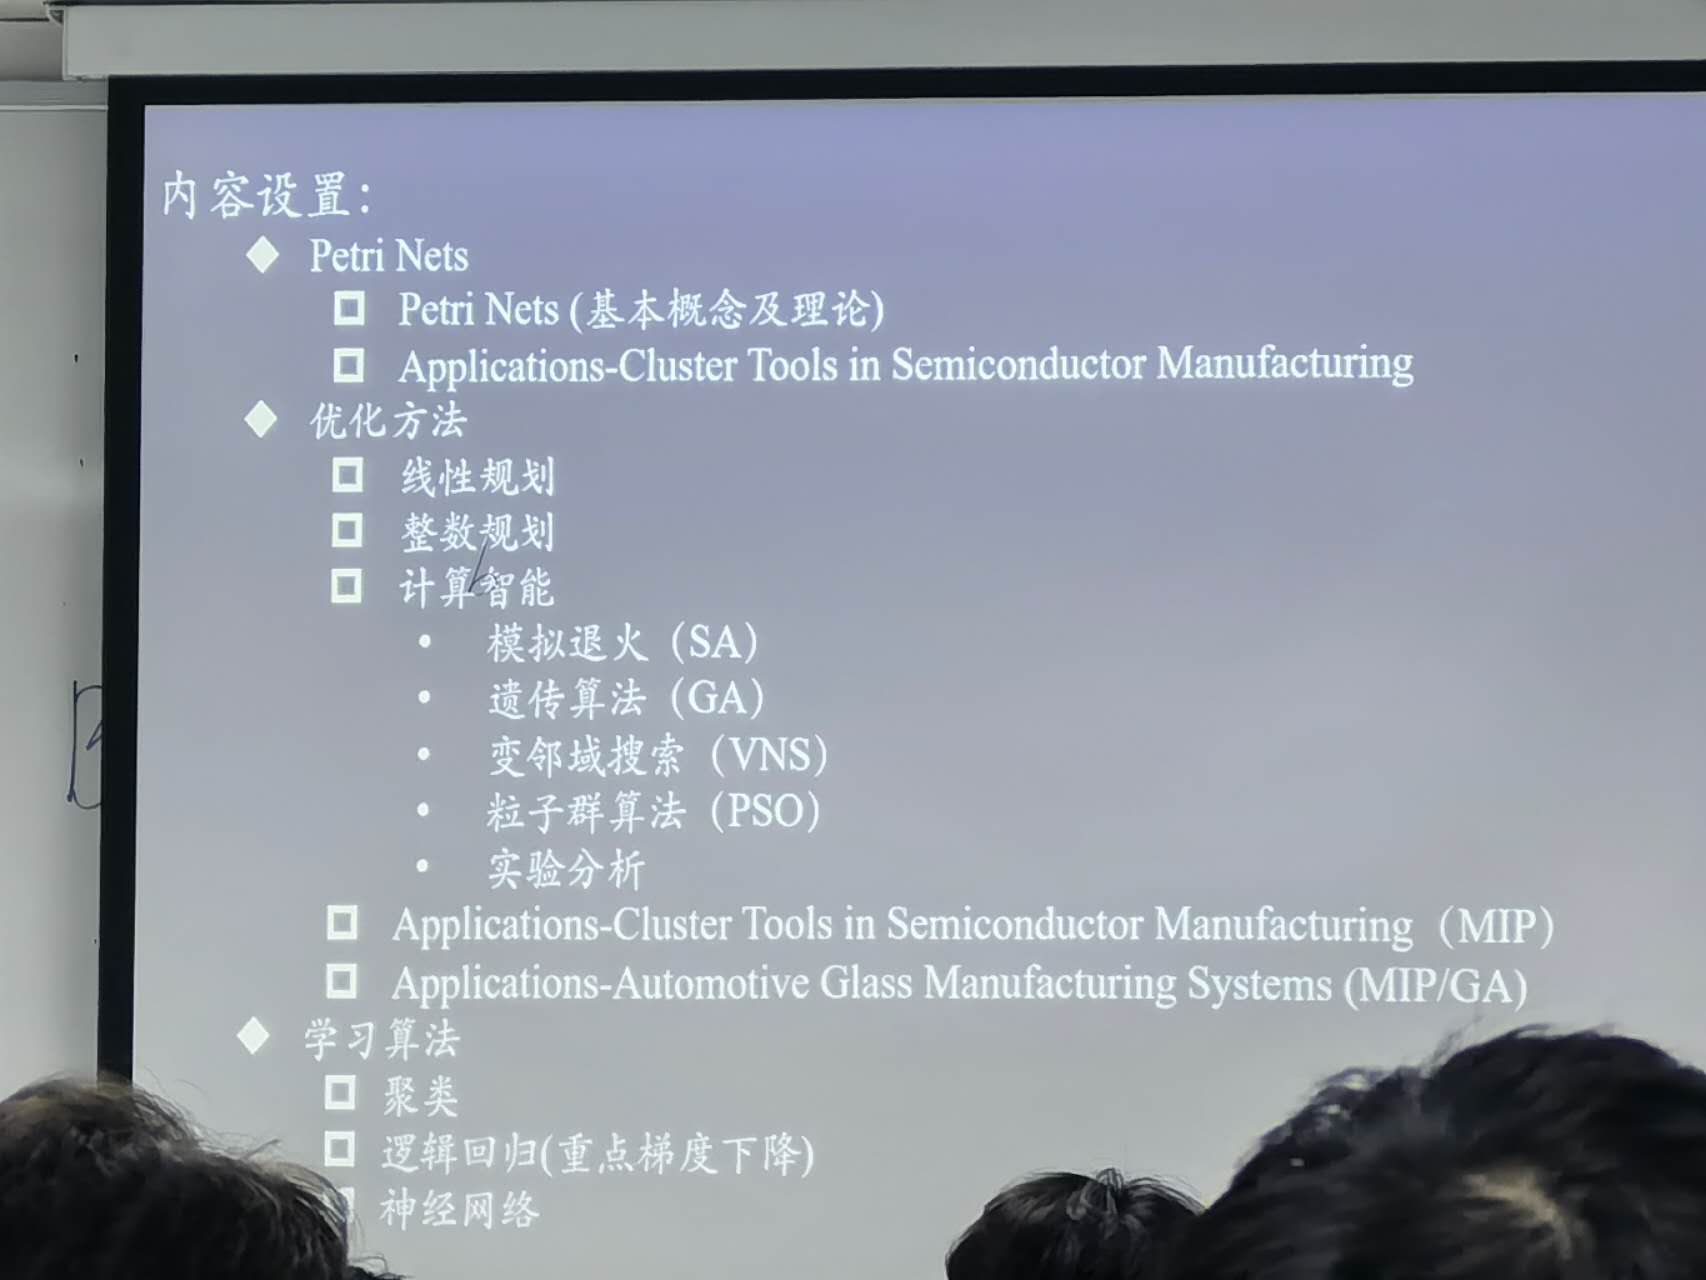 内容设置：
◆ Petri Nets
□ Petri Nets (基本概念及理论)
□ Applications-Cluster Tools in Semiconductor Manufacturing
◆ 优化方法
□ 线性规划
□ 整数规划
□ 计算智能
• 模拟退火（SA）
• 遗传算法（GA）
• 变邻域搜索（VNS）
• 粒子群算法（PSO）
• 实验分析
□ Applications-Cluster Tools in Semiconductor Manufacturing（MIP）
□ Applications-Automotive Glass Manufacturing Systems (MIP/GA)
◆ 学习算法
□ 聚类
□ 逻辑回归(重点梯度下降)
□ 神经网络